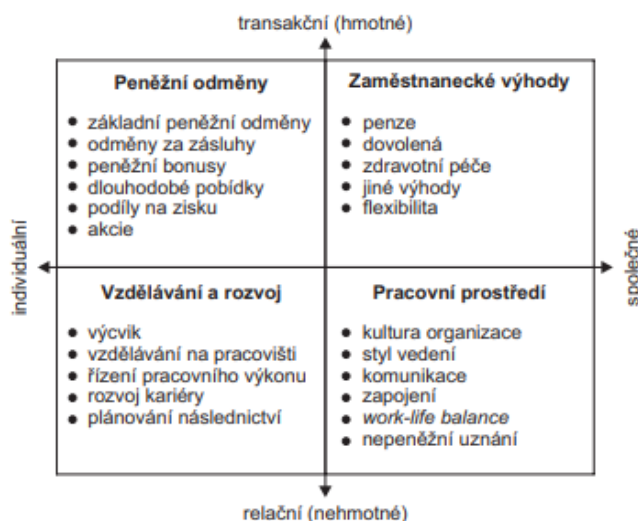 transakční (hmotné)
Peněžní odměny
● základní peněžní odměny
● odměny za zásluhy
● peněžní bonusy
● dlouhodobé pobídky
● podíly na zisku
● akcie
Zaměstnanecké výhody
● penze
● dovolená
● zdravotní péče
● jiné výhody
● flexibilita
individuální
společné
Vzdělávání a rozvoj
● výcvik
● vzdělávání na pracovišti
● řízení pracovního výkonu
● rozvoj kariéry
● plánování následnictví
Pracovní prostředí
● kultura organizace
● styl vedení
● komunikace
● zapojení
● work-life balance
● nepeněžní uznání
relační (nehmotné)